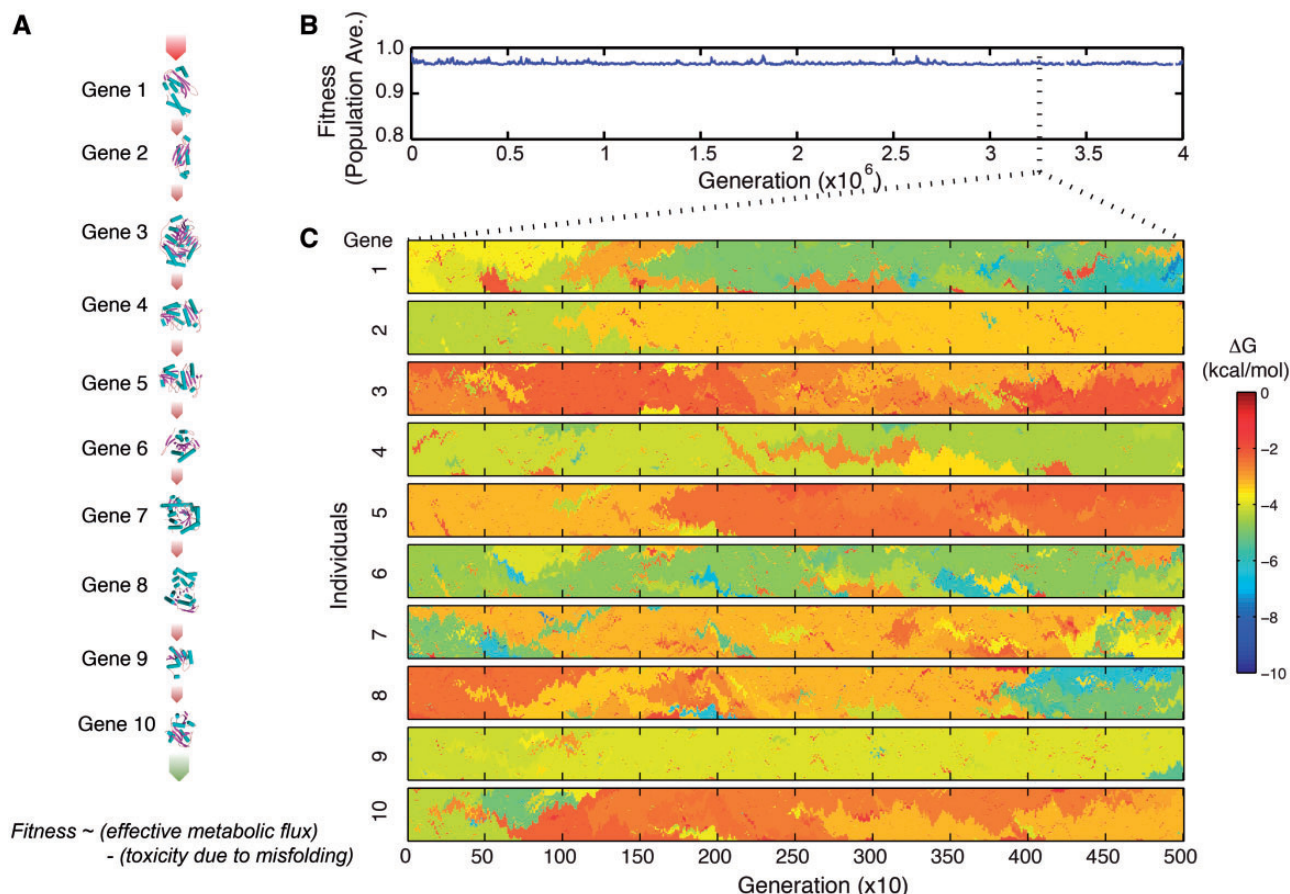 A
Gene 1
Gene 2
Gene 3
Gene 4
Gene 5
Gene 6
Gene 7
Gene 8
Gene 9
Gene 10
Fitness ~ (effective metabolic flux)
- (toxicity due to misfolding)
B
Fitness
(Population Ave.)
1.0
0.9
0.8
0 0.5 1 1.5 2 2.5 3 3.5 4
Generation (x10^6)
C
Gene
1
2
3
4
5
6
7
8
9
10
Individuals
0 50 100 150 200 250 300 350 400 450 500
Generation (x10)
ΔG
(kcal/mol)
0
−2
−4
−6
−8
−10